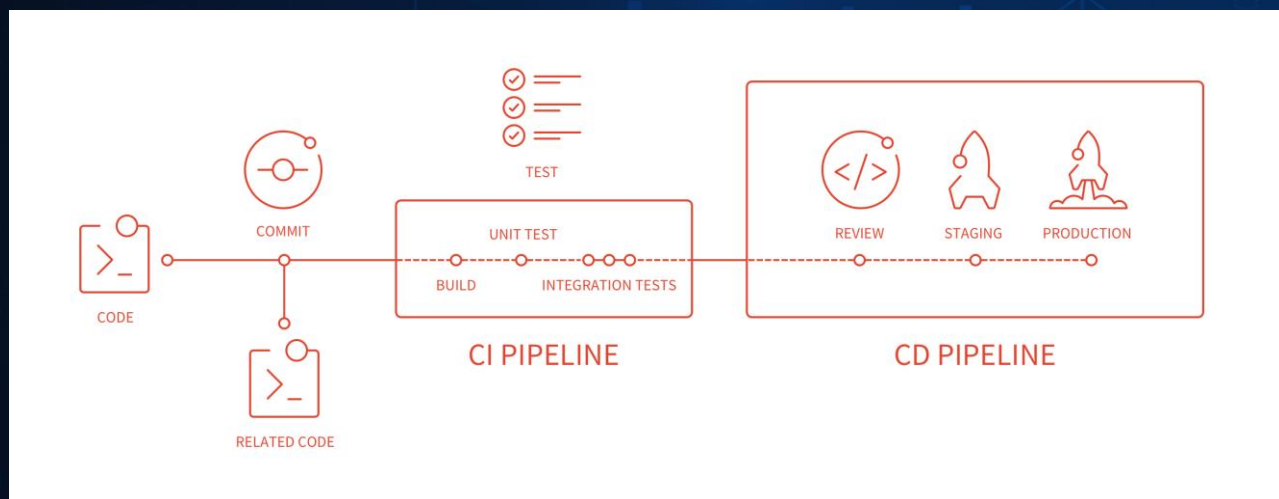 TEST
COMMIT
UNIT TEST
REVIEW
STAGING
PRODUCTION
BUILD
INTEGRATION TESTS
CODE
CI PIPELINE
CD PIPELINE
RELATED CODE